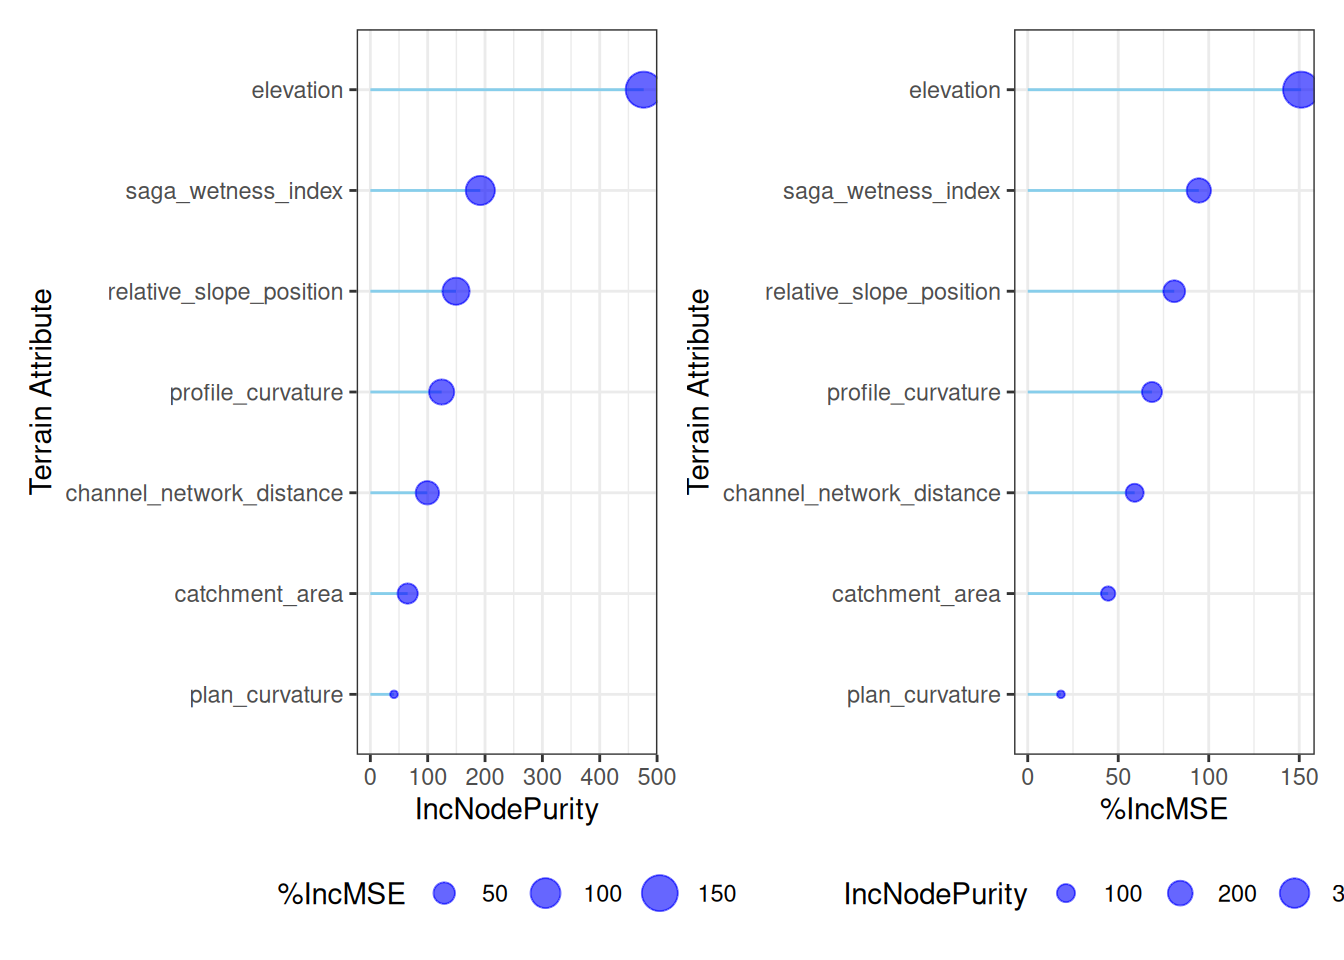 Terrain Attribute
elevation
saga_wetness_index
relative_slope_position
profile_curvature
channel_network_distance
catchment_area
plan_curvature
0 100 200 300 400 500
IncNodePurity
%IncMSE 50 100 150
Terrain Attribute
elevation
saga_wetness_index
relative_slope_position
profile_curvature
channel_network_distance
catchment_area
plan_curvature
0 50 100 150
%IncMSE
IncNodePurity 100 200